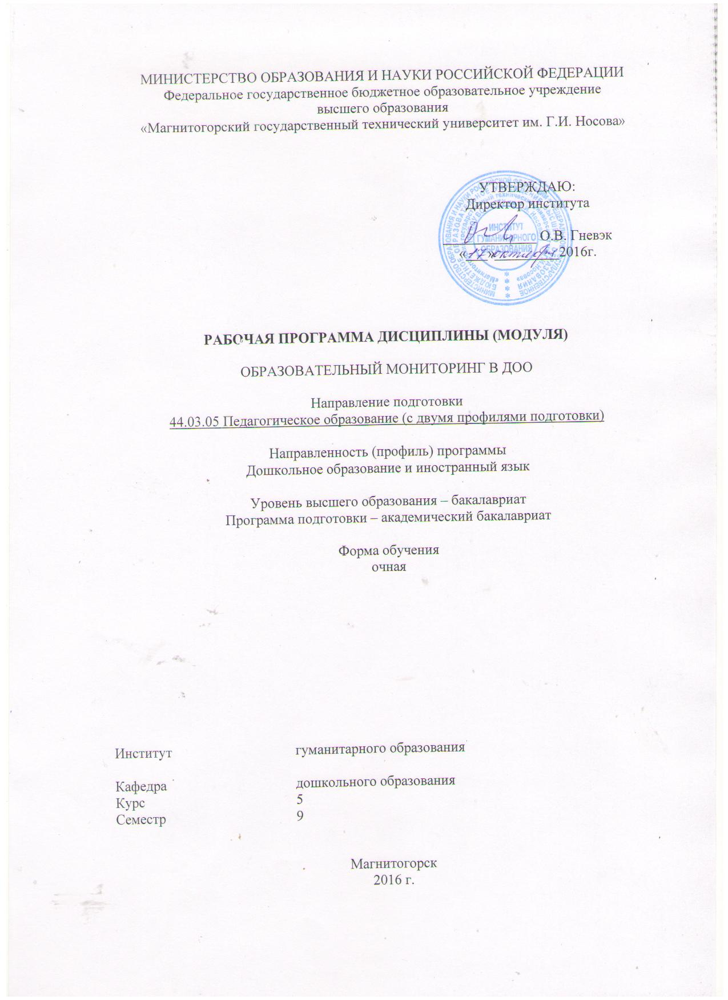 МИНИСТЕРСТВО ОБРАЗОВАНИЯ И НАУКИ РОССИЙСКОЙ ФЕДЕРАЦИИ
Федеральное государственное бюджетное образовательное учреждение
высшего образования
«Магнитогорский государственный технический университет им. Г.И. Носова»
УТВЕРЖДАЮ:
Директор института
О.В. Гневэк
«17» октября 2016г.
ИНСТИТУТ
ГУМАНИТАРНОГО
ОБРАЗОВАНИЯ
РАБОЧАЯ ПРОГРАММА ДИСЦИПЛИНЫ (МОДУЛЯ)
ОБРАЗОВАТЕЛЬНЫЙ МОНИТОРИНГ В ДОО
Направление подготовки
44.03.05 Педагогическое образование (с двумя профилями подготовки)
Направленность (профиль) программы
Дошкольное образование и иностранный язык
Уровень высшего образования – бакалавриат
Программа подготовки – академический бакалавриат
Форма обучения
очная
Институт гуманитарного образования
Кафедра дошкольного образования
Курс 5
Семестр 9
Магнитогорск
2016 г.